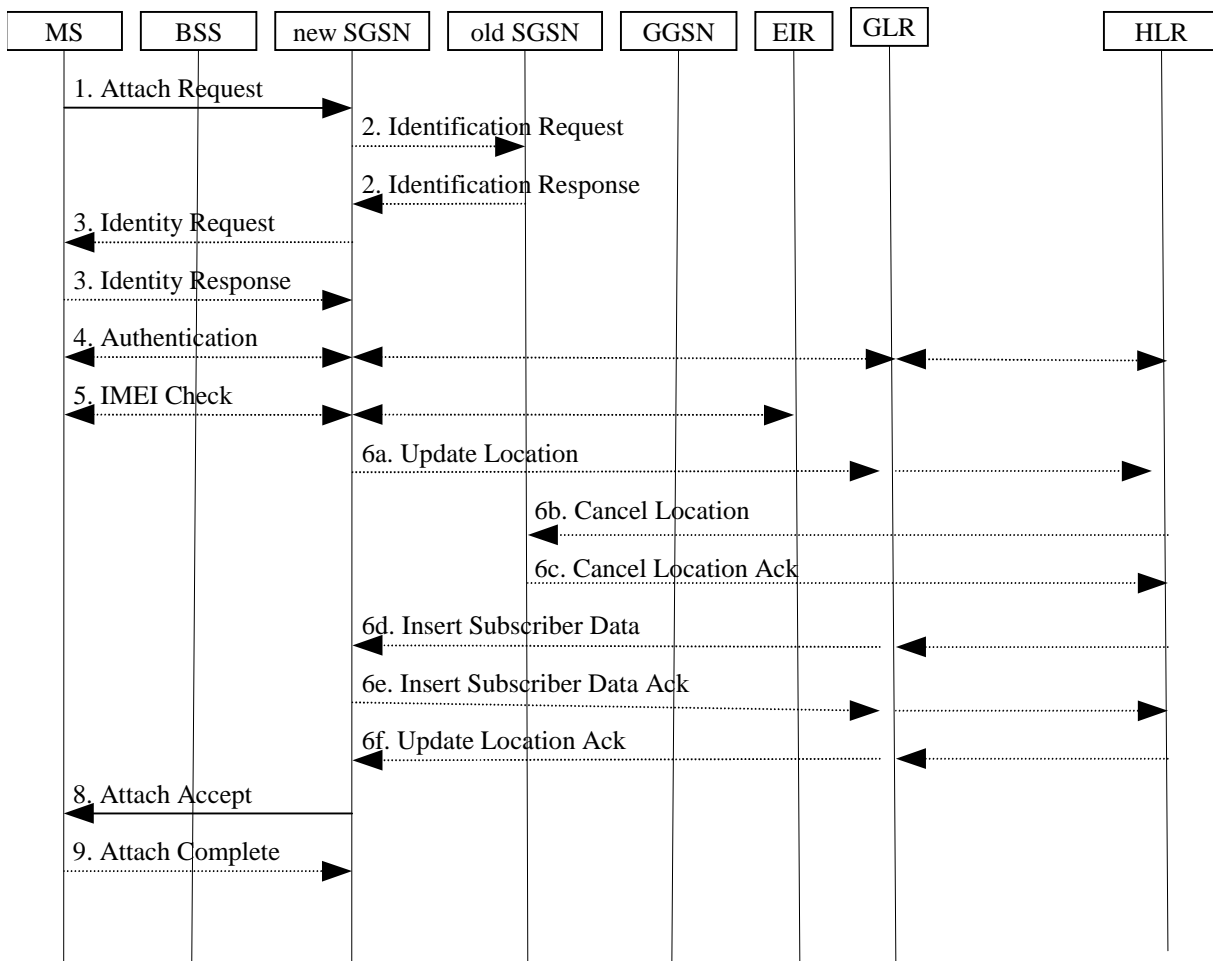 MS
BSS
new SGSN
old SGSN
GGSN
EIR
GLR
HLR
1. Attach Request
2. Identification Request
2. Identification Response
3. Identity Request
3. Identity Response
4. Authentication
5. IMEI Check
6a. Update Location
6b. Cancel Location
6c. Cancel Location Ack
6d. Insert Subscriber Data
6e. Insert Subscriber Data Ack
6f. Update Location Ack
8. Attach Accept
9. Attach Complete